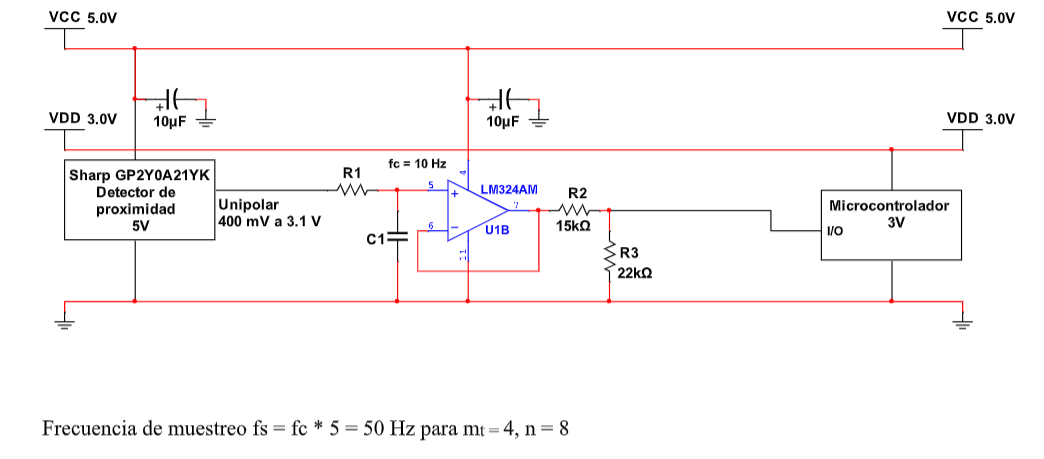 VCC 5.0V
VCC 5.0V
+
10µF
+
10µF
VDD 3.0V
VDD 3.0V
fc = 10 Hz
Sharp GP2Y0A21YK
Detector de
proximidad
5V
R1
4
5
+
LM324AM
R2
Unipolar
400 mV a 3.1 V
7
15kΩ
Microcontrolador
3V
I/O
C1
6
−
U1B
11
R3
22kΩ
Frecuencia de muestreo fs = fc * 5 = 50 Hz para mt = 4, n = 8